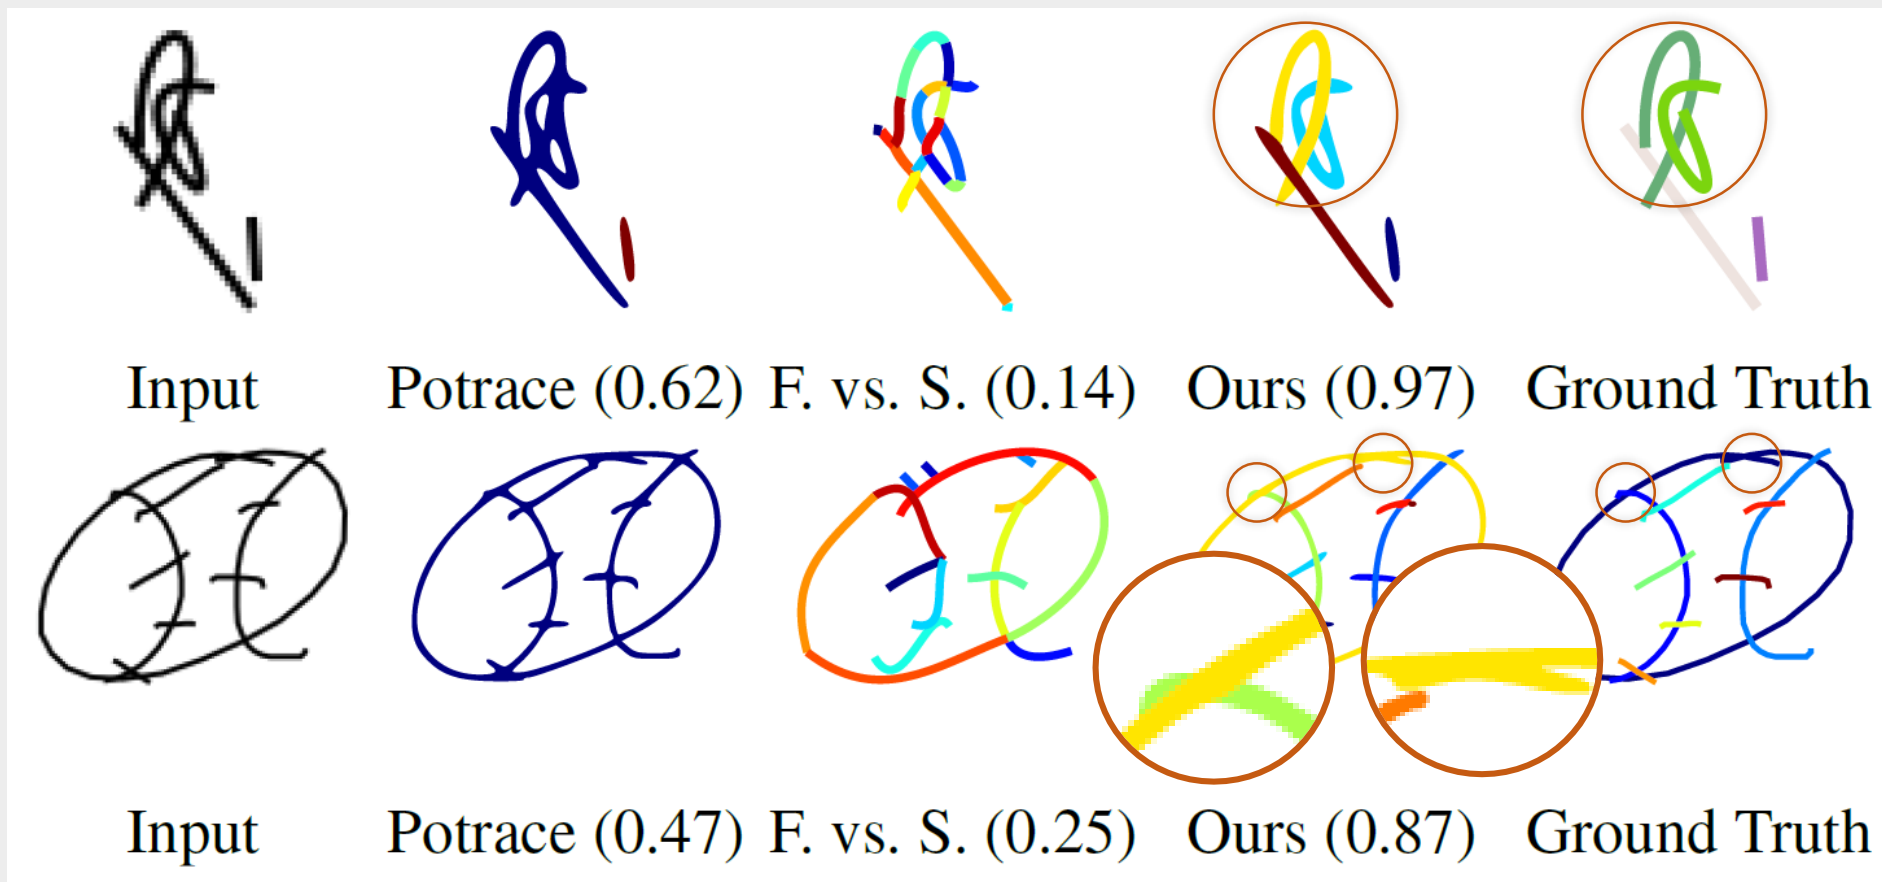 Input Potrace (0.62) F. vs. S. (0.14) Ours (0.97) Ground Truth
Input Potrace (0.47) F. vs. S. (0.25) Ours (0.87) Ground Truth